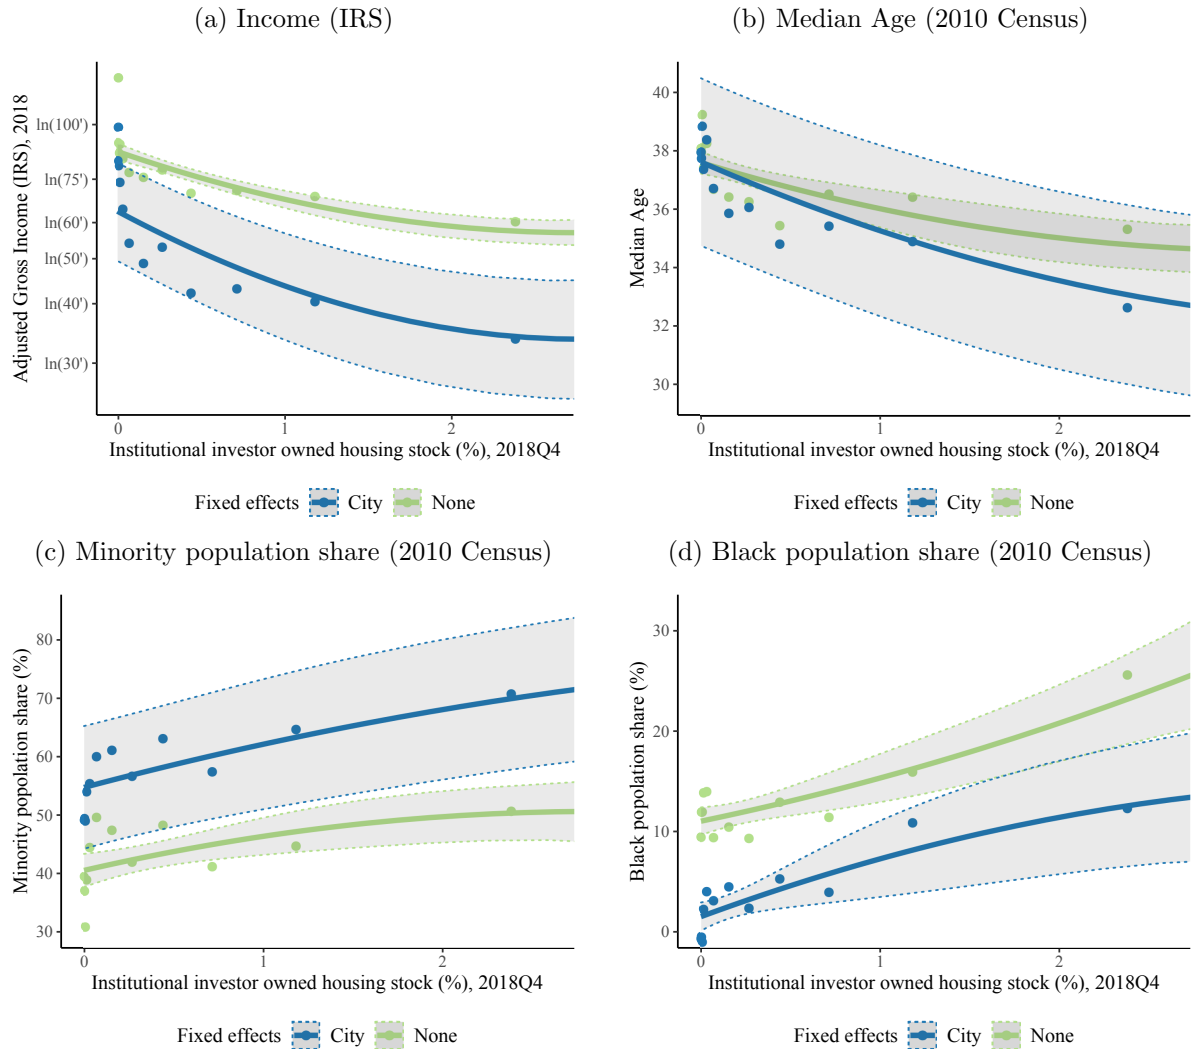 (a) Income (IRS)
Adjusted Gross Income (IRS), 2018
ln(100')
ln(75')
ln(60')
ln(50')
ln(40')
ln(30')
0 1 2
Institutional investor owned housing stock (%), 2018Q4
Fixed effects City None
(b) Median Age (2010 Census)
Median Age
40
38
36
34
32
30
0 1 2
Institutional investor owned housing stock (%), 2018Q4
Fixed effects City None
(c) Minority population share (2010 Census)
Minority popolation share (%)
80
70
60
50
40
30
0 1 2
Institutional investor owned housing stock (%), 2018Q4
Fixed effects City None
(d) Black population share (2010 Census)
Black popolation share (%)
30
20
10
0
0 1 2
Institutional investor owned housing stock (%), 2018Q4
Fixed effects City None